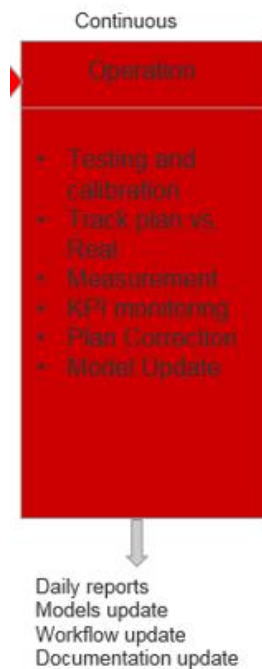 Continuous
Operation
• Testing and
calibration
• Track plan vs.
Real
• Measurement
• KPI monitoring
• Plan Correction
• Model Update
Daily reports
Models update
Workflow update
Documentation update